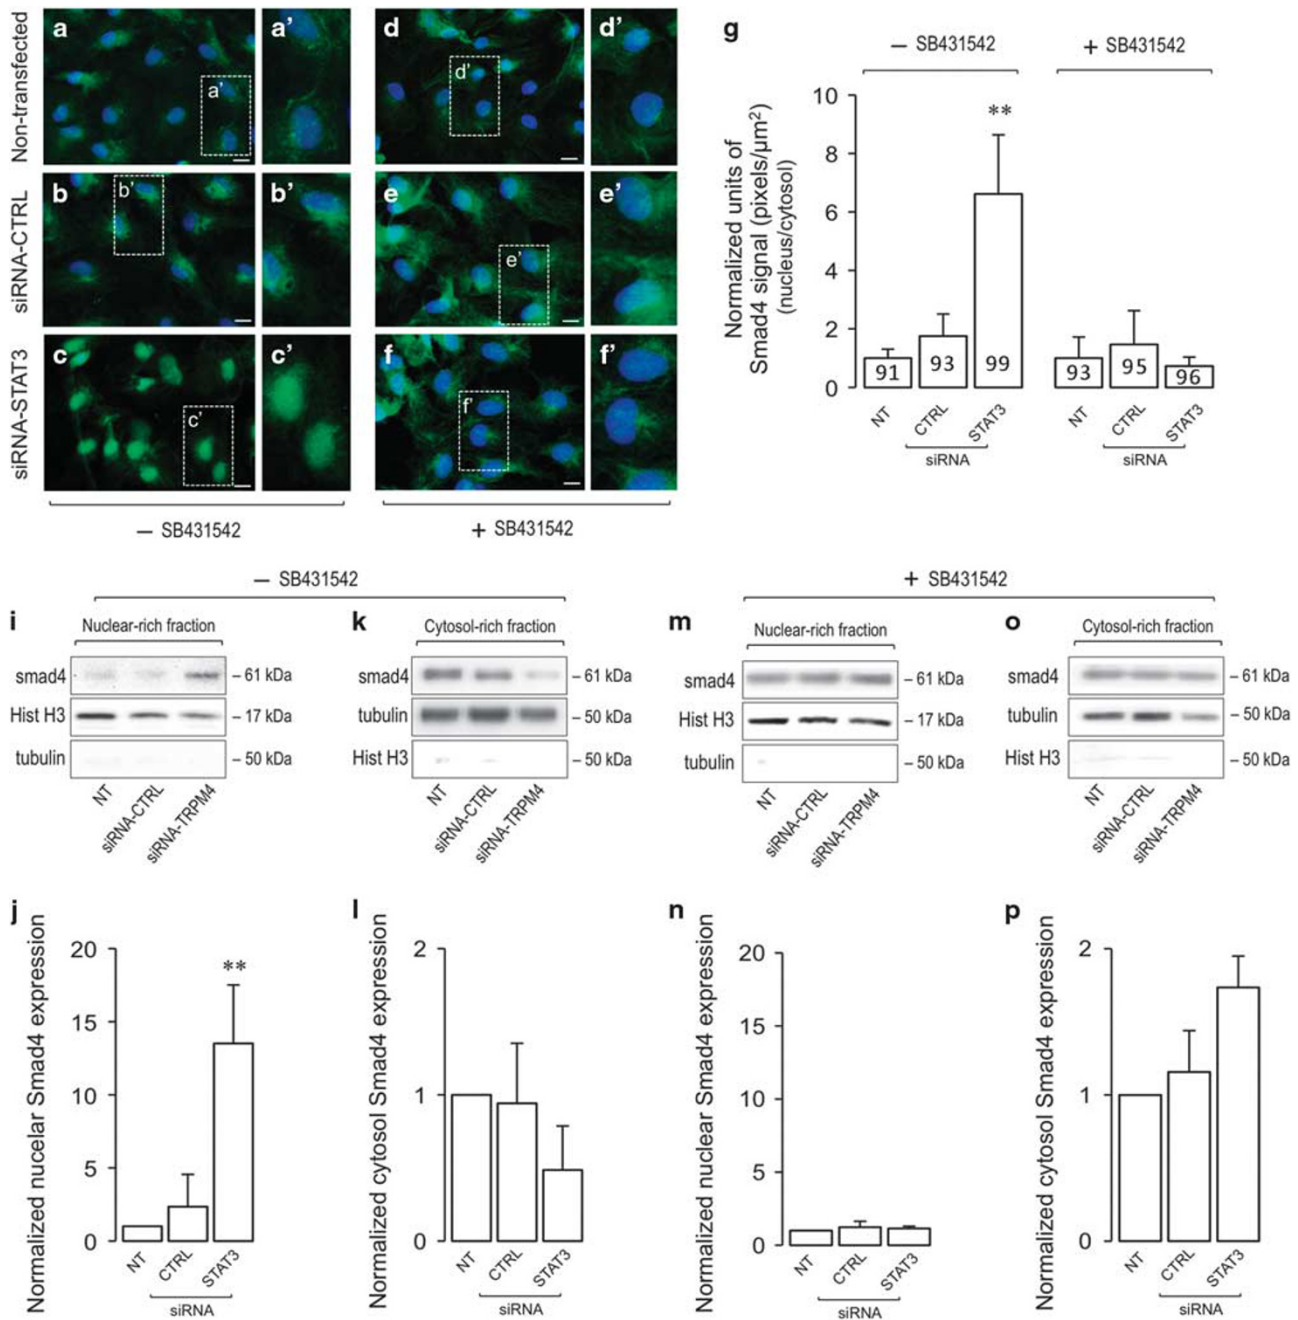 Non-transfected
siRNA-CTRL
siRNA-STAT3
a
a'
a'
b
b'
b'
c
c'
c'
d
d'
d'
e
e'
e'
f
f'
f'
– SB431542
+ SB431542
g
– SB431542
+ SB431542
Normalized units of
Smad4 signal (pixels/µm²)
(nucleus/cytosol)
10
8
6
4
2
0
**
91
93
99
93
95
96
NT
CTRL
STAT3
siRNA
NT
CTRL
STAT3
siRNA
– SB431542
+ SB431542
i
Nuclear-rich fraction
smad4
– 61 kDa
Hist H3
– 17 kDa
tubulin
– 50 kDa
NT
siRNA-CTRL
siRNA-TRPM4
k
Cytosol-rich fraction
smad4
– 61 kDa
tubulin
– 50 kDa
Hist H3
– 50 kDa
NT
siRNA-CTRL
siRNA-TRPM4
m
Nuclear-rich fraction
smad4
– 61 kDa
Hist H3
– 17 kDa
tubulin
– 50 kDa
NT
siRNA-CTRL
siRNA-TRPM4
o
Cytosol-rich fraction
smad4
– 61 kDa
tubulin
– 50 kDa
Hist H3
– 50 kDa
NT
siRNA-CTRL
siRNA-TRPM4
j
Normalized nucelar Smad4 expression
20
15
10
5
0
**
NT
CTRL
STAT3
siRNA
l
Normalized cytosol Smad4 expression
2
1
0
NT
CTRL
STAT3
siRNA
n
Normalized nuclear Smad4 expression
20
15
10
5
0
NT
CTRL
STAT3
siRNA
p
Normalized cytosol Smad4 expression
2
1
0
NT
CTRL
STAT3
siRNA